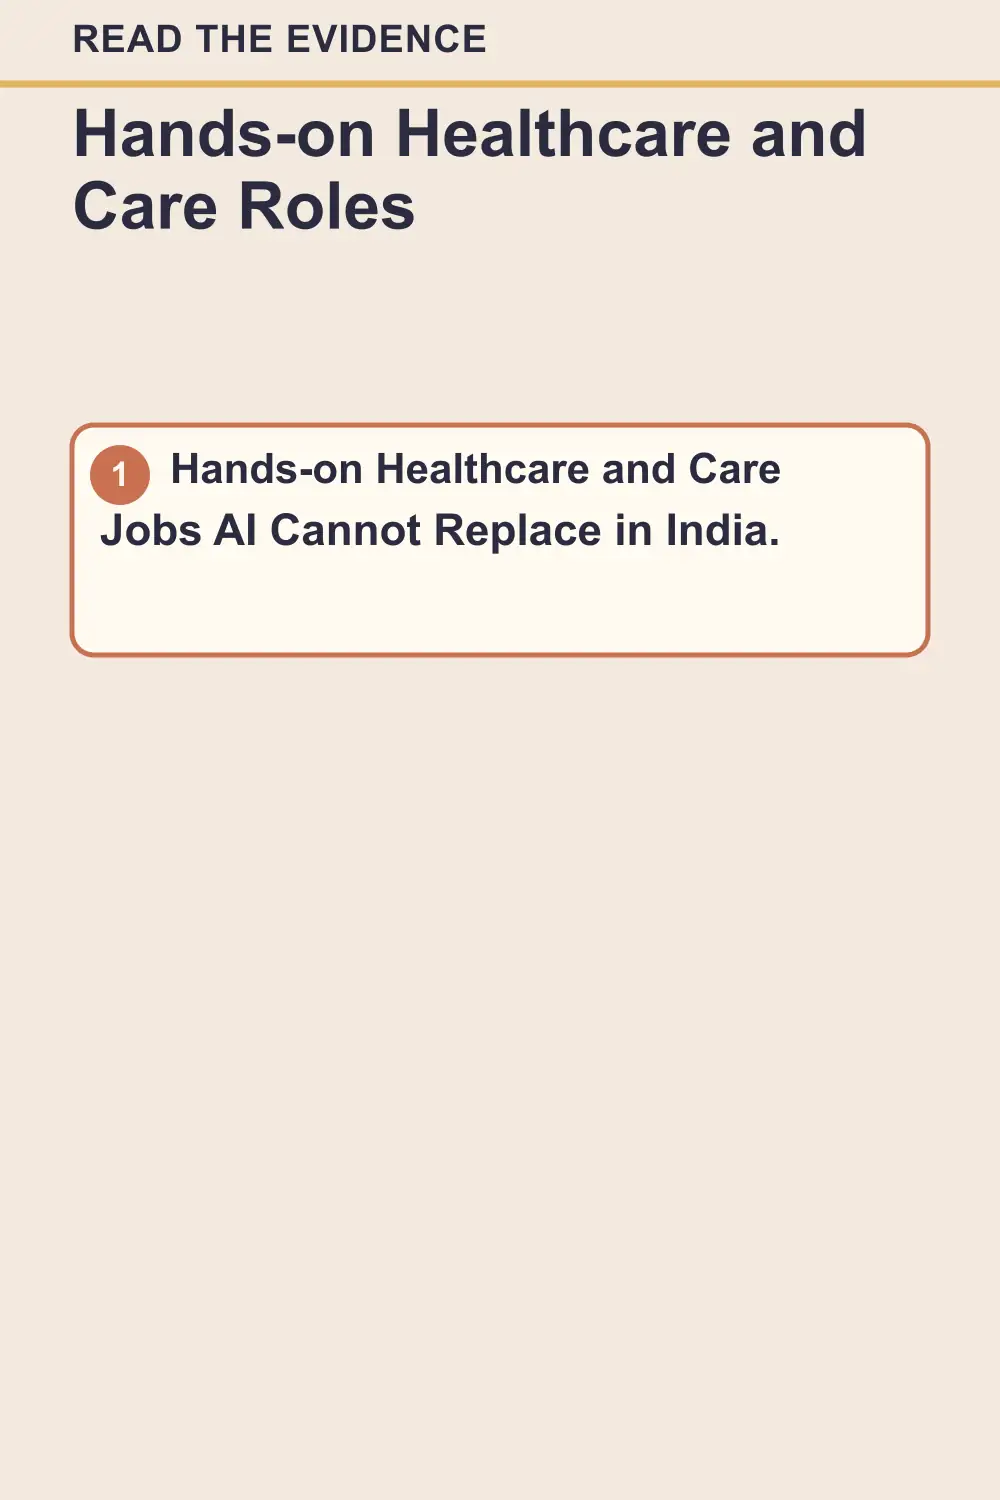 READ THE EVIDENCE
Hands-on Healthcare and
Care Roles
1 Hands-on Healthcare and Care
Jobs AI Cannot Replace in India.